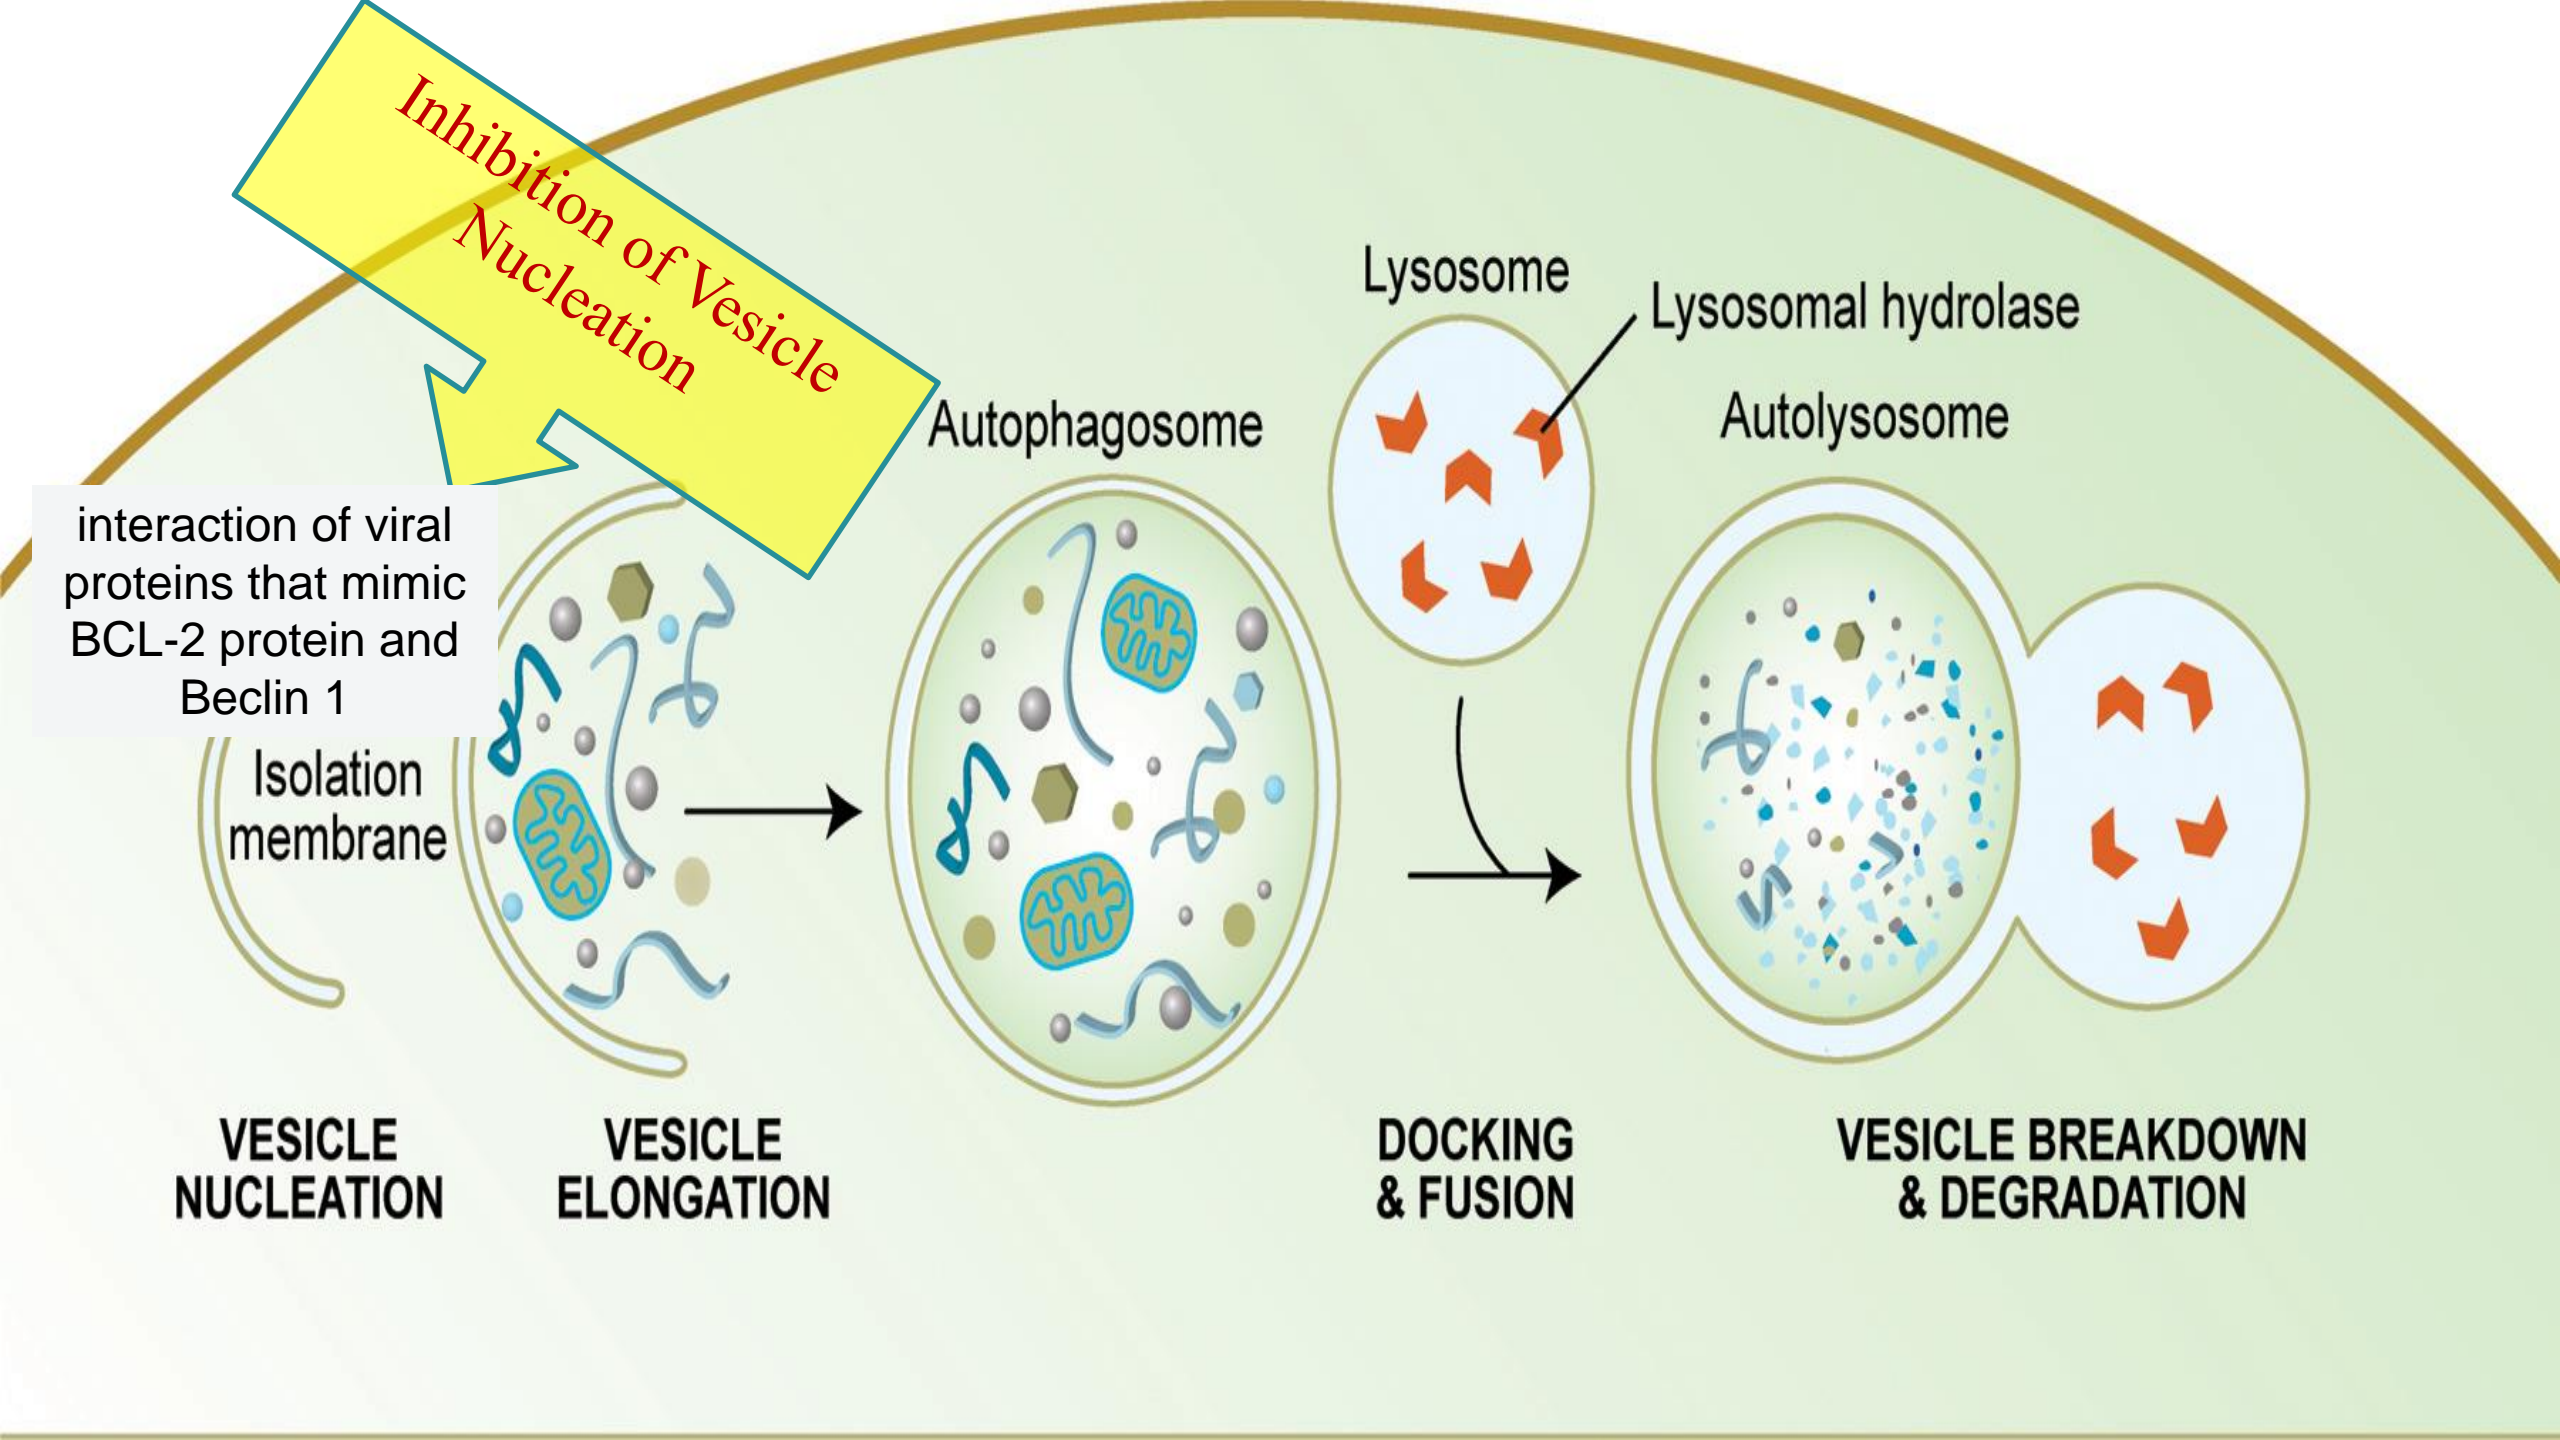 Inhibition of Vesicle
Nucleation
interaction of viral
proteins that mimic
BCL-2 protein and
Beclin 1
Isolation
membrane
Autophagosome
Lysosome
Lysosomal hydrolase
Autolysosome
VESICLE
NUCLEATION
VESICLE
ELONGATION
DOCKING
& FUSION
VESICLE BREAKDOWN
& DEGRADATION